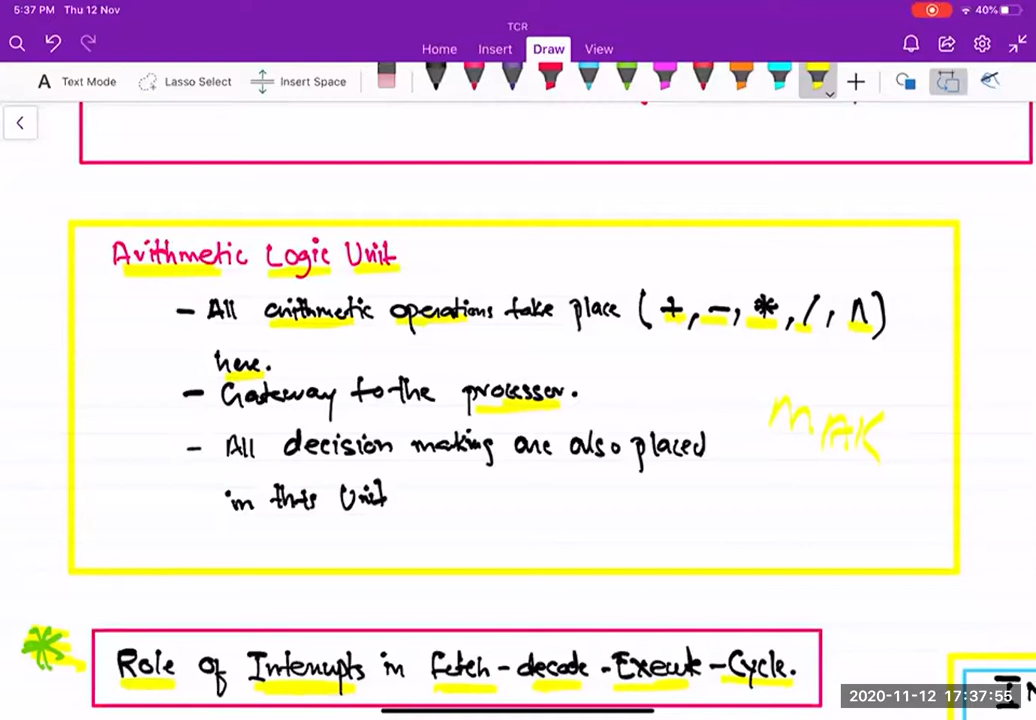 5:37 PM Thu 12 Nov
40%
TCR
Home Insert Draw View
A Text Mode Lasso Select Insert Space
Arithmetic Logic Unit
- All arithmetic operations take place (+, -, *, /, ^)
here.
- Gateway to the processor.
- All decision making are also placed
in this Unit
MAK
Role of Interrupts in Fetch-decode-Execute-Cycle.
2020-11-12 17:37:55